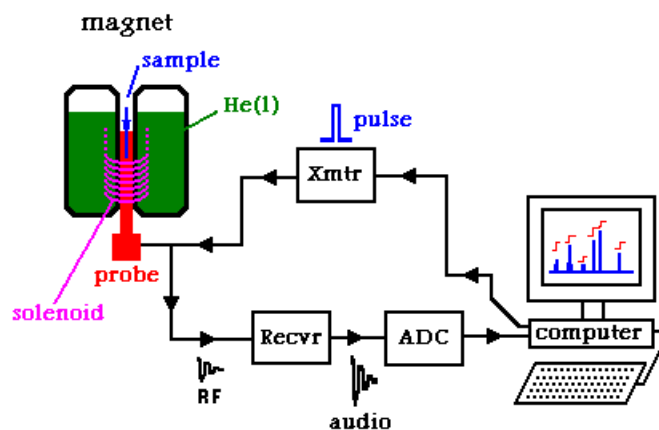 magnet
sample
He(l)
pulse
Xmtr
probe
solenoid
Recvr
ADC
computer
RF
audio